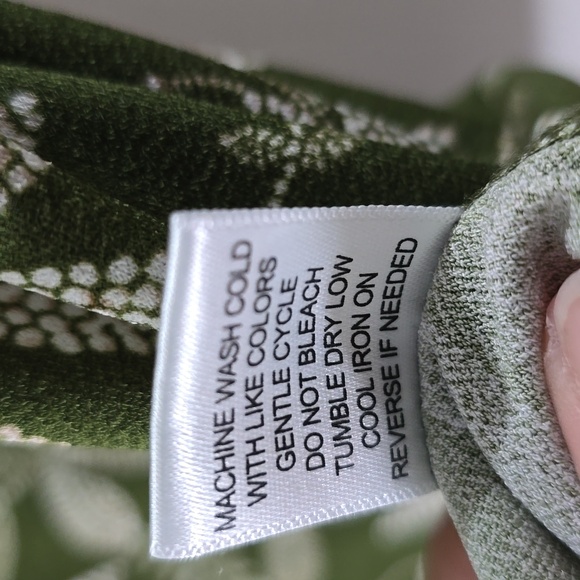 MACHINE WASH COLD
WITH LIKE COLORS
GENTLE CYCLE
DO NOT BLEACH
TUMBLE DRY LOW
COOL IRON ON
REVERSE IF NEEDED